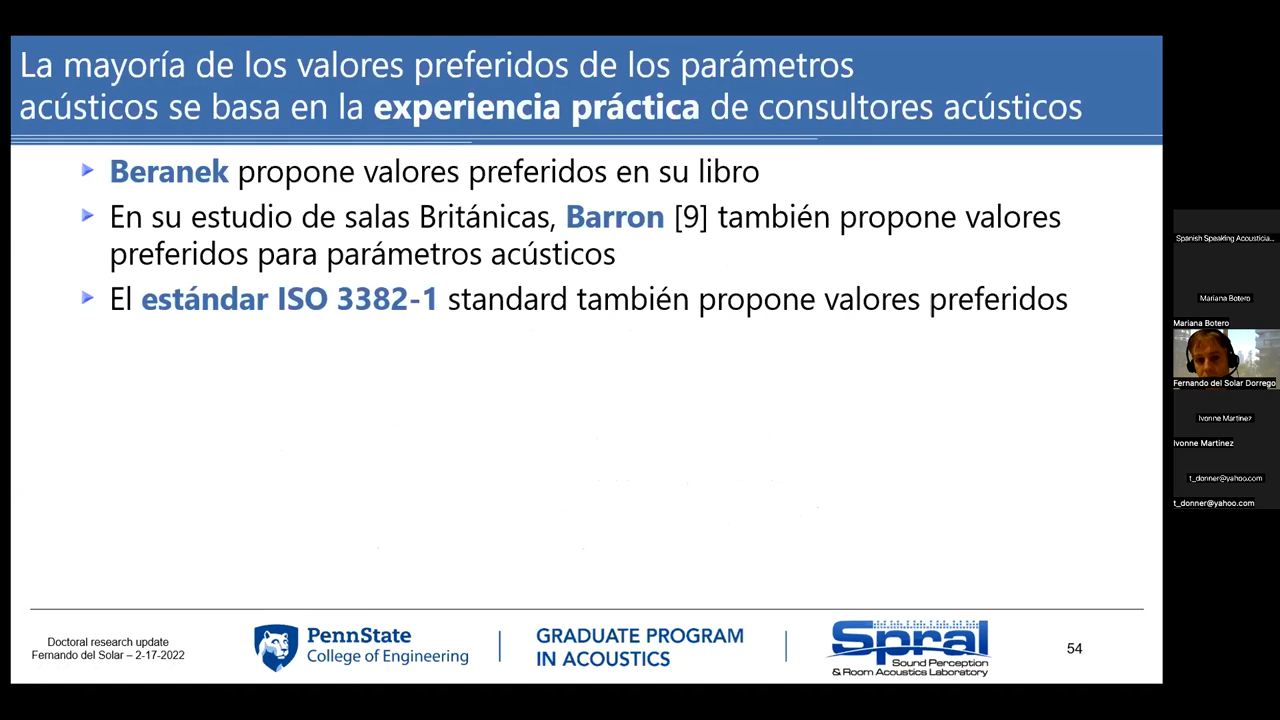 La mayoría de los valores preferidos de los parámetros
acústicos se basa en la experiencia práctica de consultores acústicos
Beranek propone valores preferidos en su libro
En su estudio de salas Británicas, Barron [9] también propone valores
preferidos para parámetros acústicos
El estándar ISO 3382-1 standard también propone valores preferidos
Doctoral research update
Fernando del Solar – 2-17-2022
PennState
College of Engineering
GRADUATE PROGRAM
IN ACOUSTICS
Spral
Sound Perception
& Room Acoustics Laboratory
54
Spanish Speaking Acousticia...
Mariana Botero
Mariana Botero
Fernando del Solar Dorrego
Ivonne Martinez
Ivonne Martinez
t_donner@yahoo.com
t_donner@yahoo.com